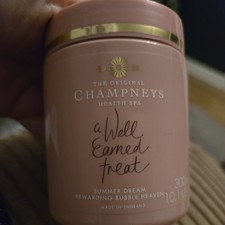 THE ORIGINAL
CHAMPNEYS
HEALTH SPA
a Well
Earned
treat
SUMMER DREAM
REWARDING BUBBLE HEAVEN
MADE IN ENGLAND